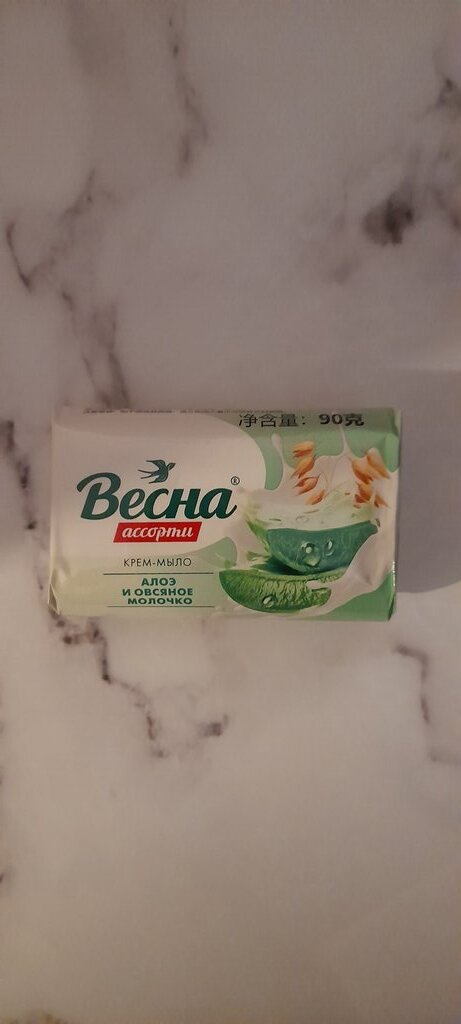 净含量：90克
Весна®
ассорти
КРЕМ-МЫЛО
АЛОЭ
И ОВСЯНОЕ
МОЛОЧКО